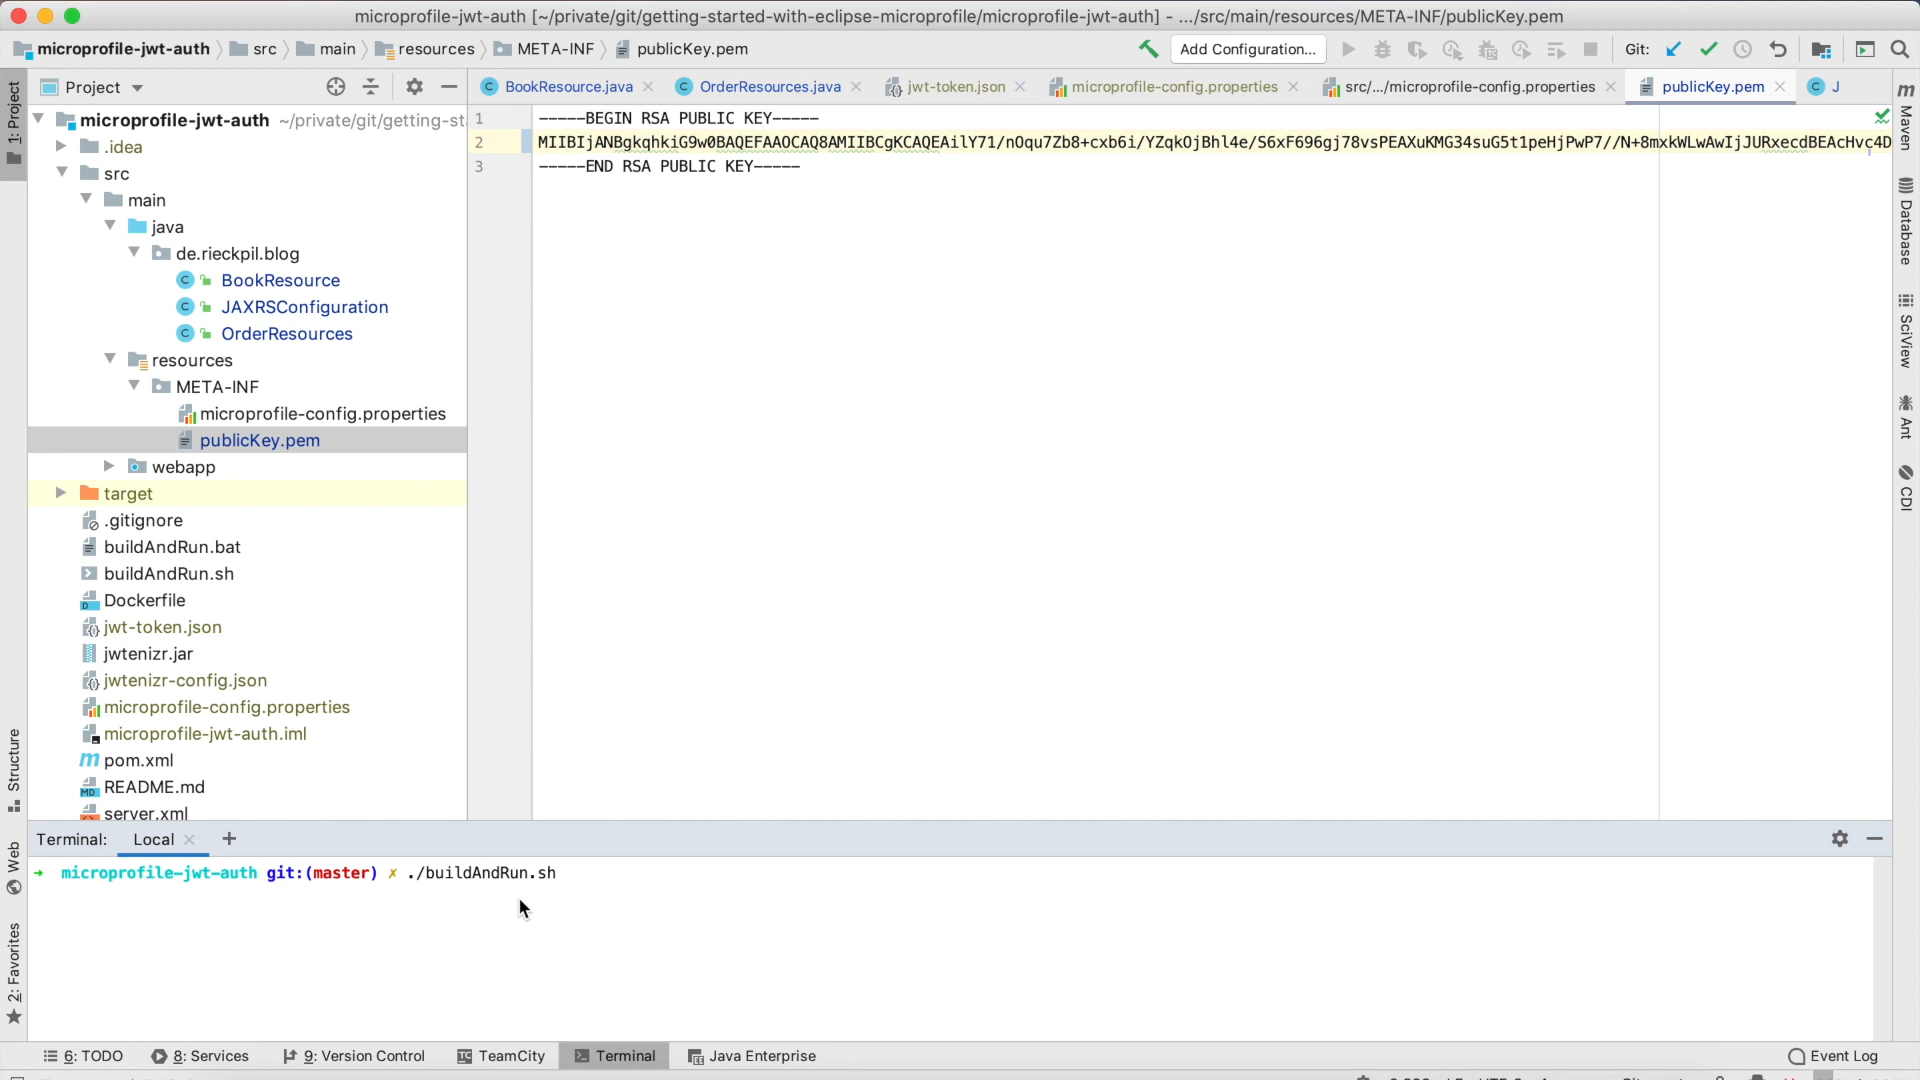 microprofile-jwt-auth [~/private/git/getting-started-with-eclipse-microprofile/microprofile-jwt-auth] - .../src/main/resources/META-INF/publicKey.pem
microprofile-jwt-auth src main resources META-INF publicKey.pem Add Configuration... Git:
Project BookResource.java OrderResources.java jwt-token.json microprofile-config.properties src/.../microprofile-config.properties publicKey.pem J
1: Project
microprofile-jwt-auth ~/private/git/getting-st
.idea
src
main
java
de.rieckpil.blog
BookResource
JAXRSConfiguration
OrderResources
resources
META-INF
microprofile-config.properties
publicKey.pem
webapp
target
.gitignore
buildAndRun.bat
buildAndRun.sh
Dockerfile
jwt-token.json
jwtenizr.jar
jwtenizr-config.json
microprofile-config.properties
microprofile-jwt-auth.iml
pom.xml
README.md
server.xml
1 -----BEGIN RSA PUBLIC KEY-----
2 MIIBIjANBgkqhkiG9w0BAQEFAAOCAQ8AMIIBCgKCAQEAilY71/nOqu7Zb8+cxb6i/YZqkOjBhl4e/S6xF696gj78vsPEAXuKMG34suG5t1peHjPwP7//N+8mxkWLwAwIjJURxecdBEAcHvc4D
3 -----END RSA PUBLIC KEY-----
Maven
Database
SciView
Ant
CDI
Structure
Web
2: Favorites
Terminal: Local
→ microprofile-jwt-auth git:(master) ✗ ./buildAndRun.sh
6: TODO 8: Services 9: Version Control TeamCity Terminal Java Enterprise Event Log